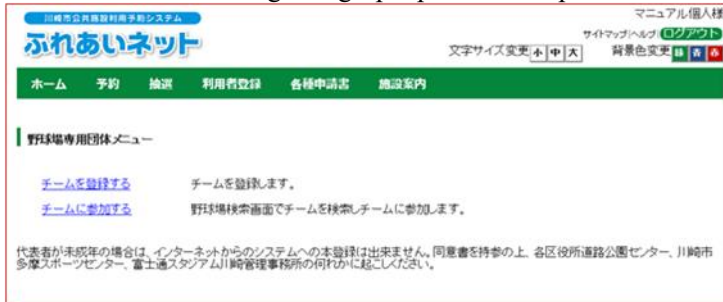 川崎市公共施設利用予約システム
ふれあいネット
マニュアル個人様
サイトマップ ヘルプ ログアウト
文字サイズ変更 小 中 大 背景色変更 緑 青 赤
ホーム 予約 抽選 利用者登録 各種申請書 施設案内
野球場専用団体メニュー
チームを登録する チームを登録します。
チームに参加する 野球場検索画面でチームを検索しチームに参加します。
代表者が未成年の場合は、インターネットからのシステムへの本登録は出来ません。同意書を持参の上、各区役所道路公園センター、川崎市
多摩スポーツセンター、富士通スタジアム川崎管理事務所の何れかに起こしください。